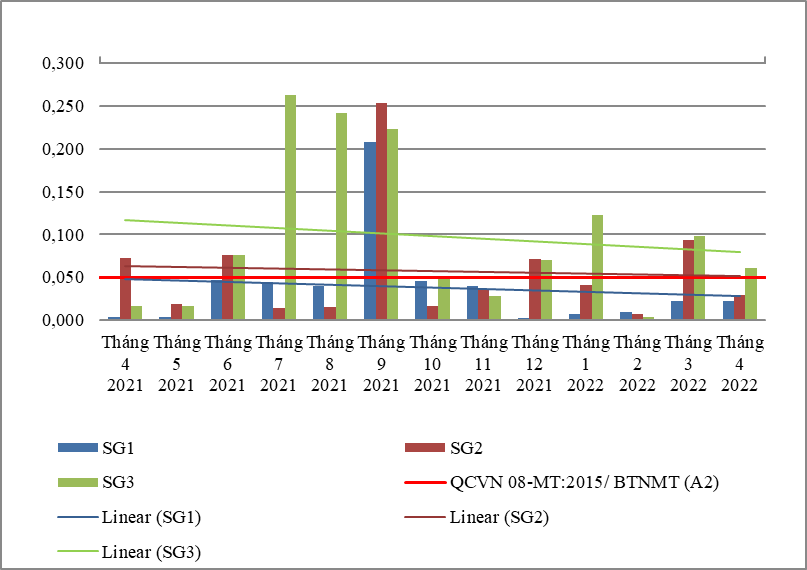 0,300
0,250
0,200
0,150
0,100
0,050
0,000
Tháng Tháng Tháng Tháng Tháng Tháng Tháng Tháng Tháng Tháng Tháng Tháng Tháng
4 5 6 7 8 9 10 11 12 1 2 3 4
2021 2021 2021 2021 2021 2021 2021 2021 2021 2022 2022 2022 2022
SG1 SG2
SG3 QCVN 08-MT:2015/ BTNMT (A2)
Linear (SG1) Linear (SG2)
Linear (SG3)